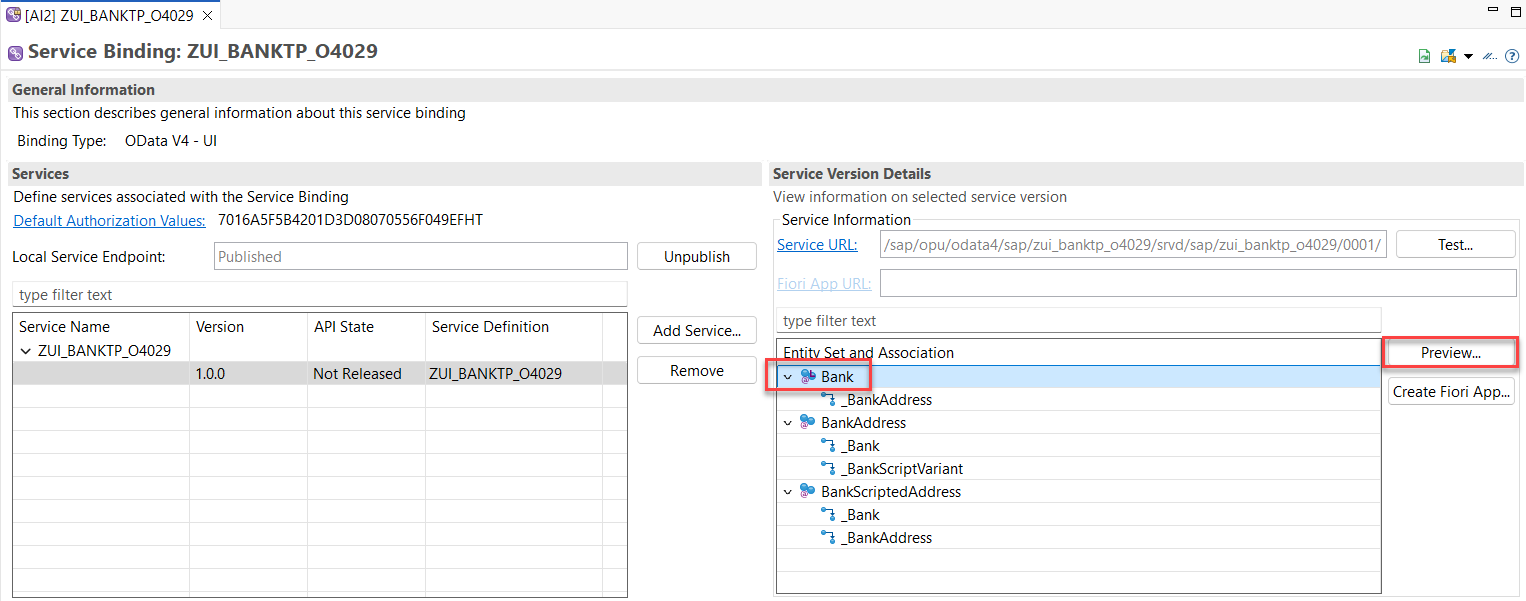 [AI2] ZUI_BANKTP_O4029
Service Binding: ZUI_BANKTP_O4029
General Information
This section describes general information about this service binding
Binding Type: OData V4 - UI
Services
Define services associated with the Service Binding
Default Authorization Values: 7016A5F5B4201D3D08070556F049EFHT
Local Service Endpoint: Published Unpublish
type filter text
Service Name Version API State Service Definition
ZUI_BANKTP_O4029
1.0.0 Not Released ZUI_BANKTP_O4029
Add Service...
Remove
Service Version Details
View information on selected service version
Service Information
Service URL: /sap/opu/odata4/sap/zui_banktp_o4029/srvd/sap/zui_banktp_o4029/0001/ Test...
Fiori App URL:
type filter text
Entity Set and Association
Bank
_BankAddress
BankAddress
_Bank
_BankScriptVariant
BankScriptedAddress
_Bank
_BankAddress
Preview...
Create Fiori App...